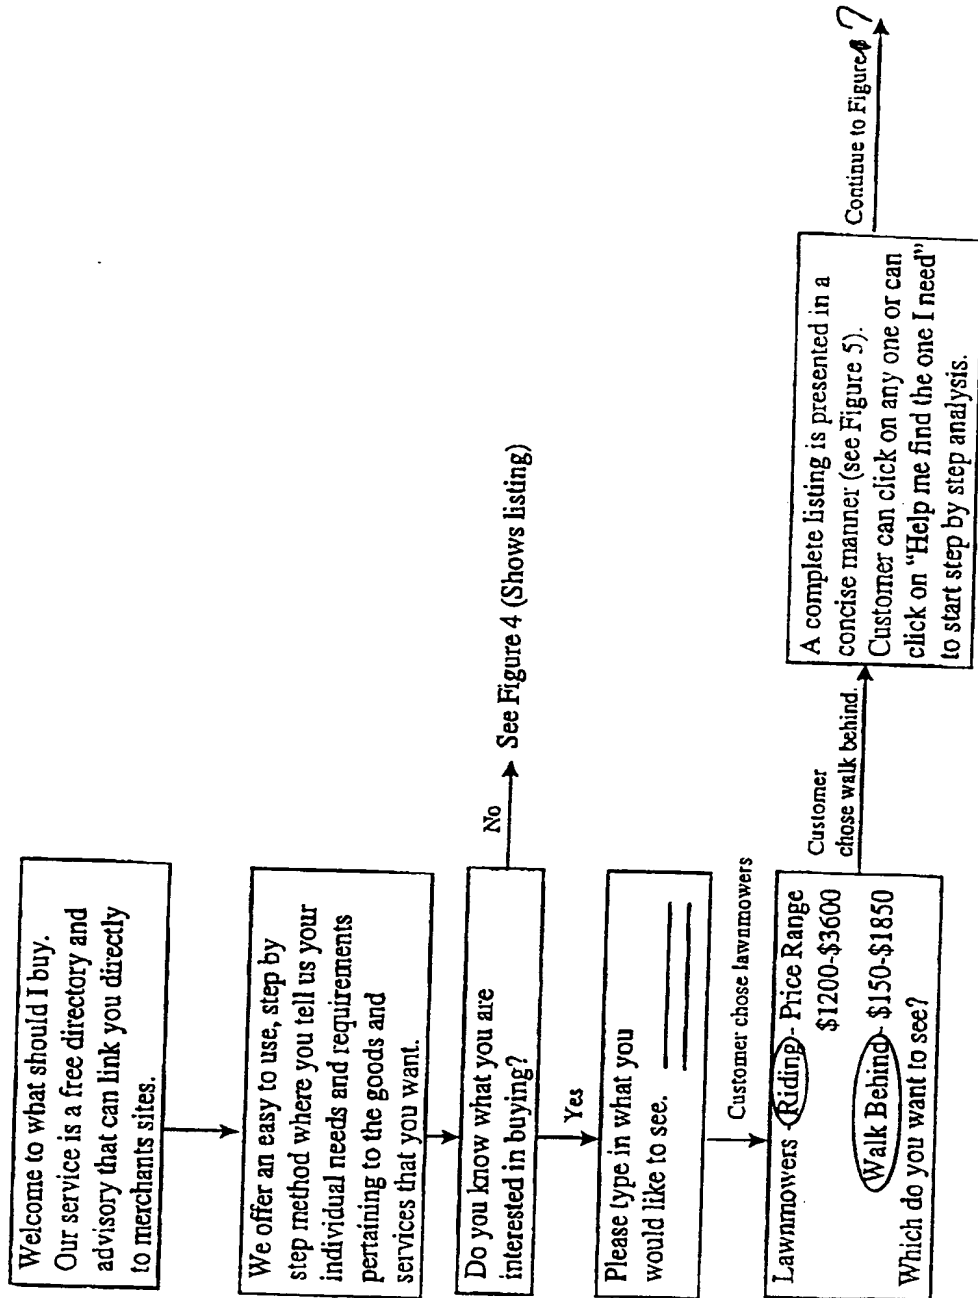 Welcome to what should I buy.
Our service is a free directory and
advisory that can link you directly
to merchants sites.
We offer an easy to use, step by
step method where you tell us your
individual needs and requirements
pertaining to the goods and
services that you want.
Do you know what you are
interested in buying?
No
See Figure 4 (Shows listing)
Yes
Please type in what you
would like to see.
Customer chose lawnmowers
Lawnmowers - Riding - Price Range
$1200-$3600
Walk Behind - $150-$1850
Which do you want to see?
Customer
chose walk behind.
A complete listing is presented in a
concise manner (see Figure 5).
Customer can click on any one or can
click on "Help me find the one I need"
to start step by step analysis.
Continue to Figure 7